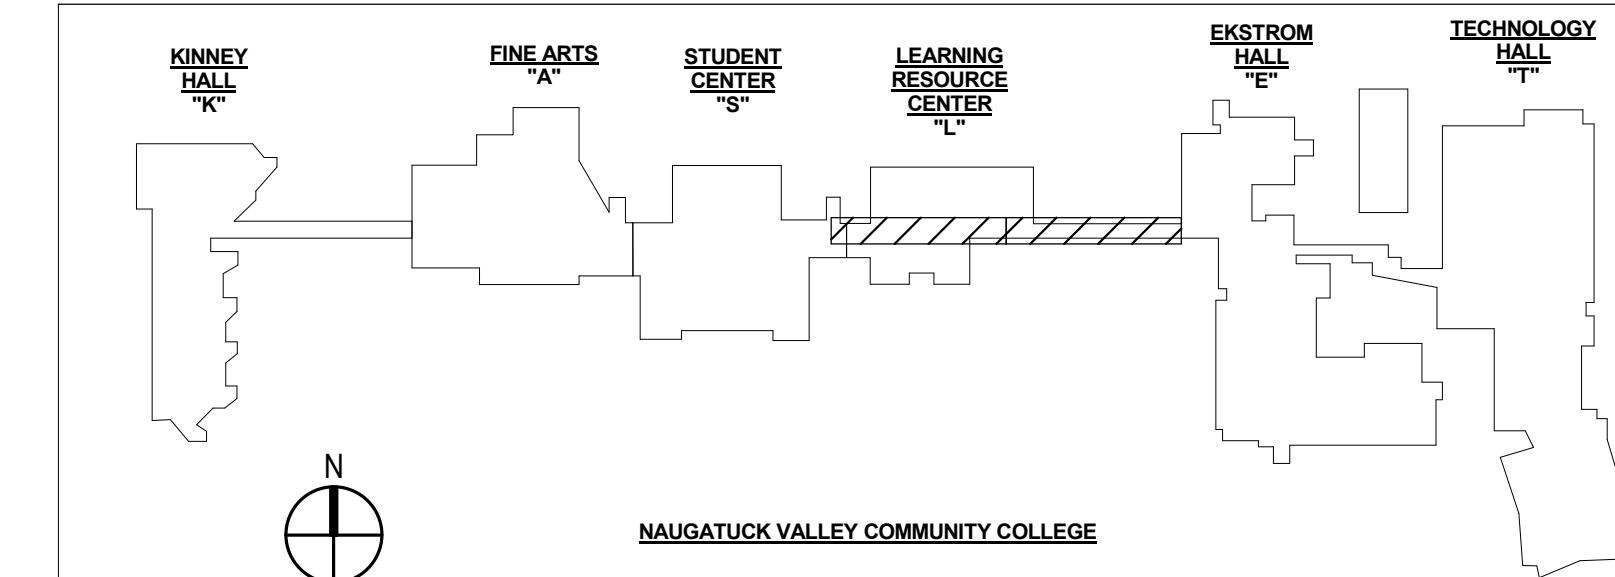 KINNEY
HALL
"K"
FINE ARTS
"A"
STUDENT
CENTER
"S"
LEARNING
RESOURCE
CENTER
"L"
EKSTROM
HALL
"E"
TECHNOLOGY
HALL
"T"
N
NAUGATUCK VALLEY COMMUNITY COLLEGE